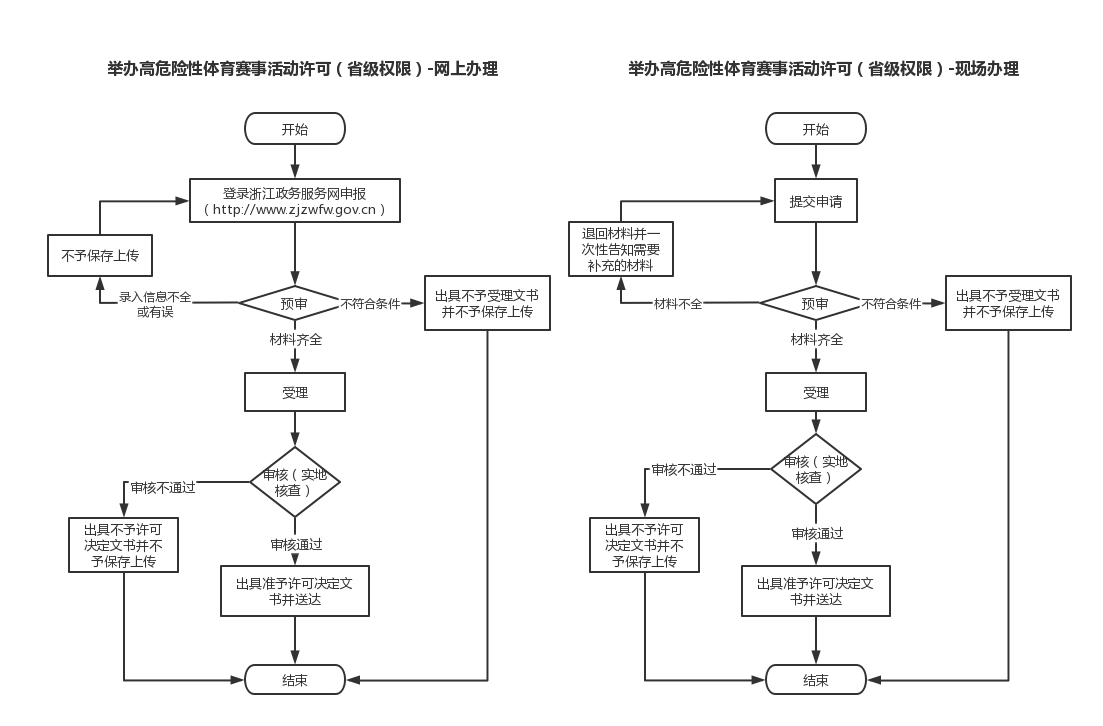 举办高危险性体育赛事活动许可（省级权限）-网上办理
开始
登录浙江政务服务网申报
（http://www.zjzwfw.gov.cn）
不予保存上传
录入信息不全
或有误
预审
不符合条件
出具不予受理文书
并不予保存上传
材料齐全
受理
审核（实地
核查）
审核不通过
出具不予许可
决定文书并不
予保存上传
审核通过
出具准予许可决定文
书并送达
结束
举办高危险性体育赛事活动许可（省级权限）-现场办理
开始
提交申请
退回材料并一
次性告知需要
补充的材料
材料不全
预审
不符合条件
出具不予受理文书
并不予保存上传
材料齐全
受理
审核（实地
核查）
审核不通过
出具不予许可
决定文书并不
予保存上传
审核通过
出具准予许可决定文
书并送达
结束